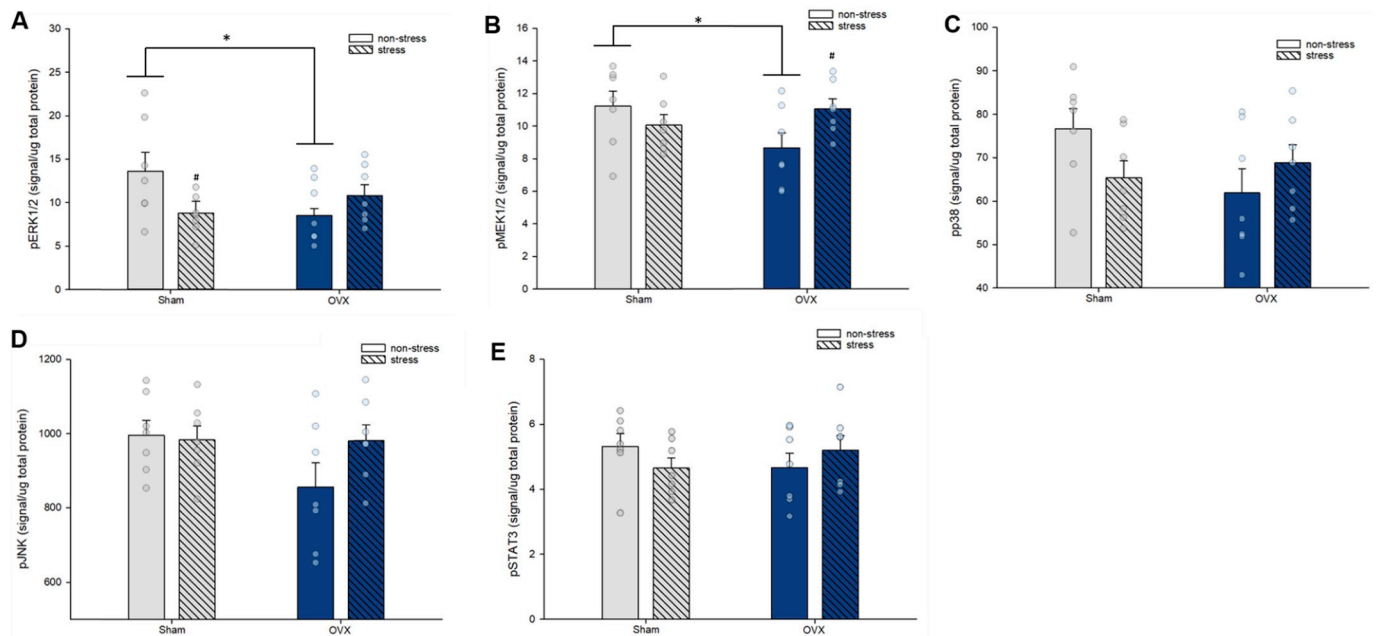 A
pERK1/2 (signal/ug total protein)
30
25
20
15
10
5
0
*
#
non-stress
stress
Sham
OVX
B
pMEK1/2 (signal/ug total protein)
16
14
12
10
8
6
4
2
0
*
#
non-stress
stress
Sham
OVX
C
pp38 (signal/ug total protein)
100
90
80
70
60
50
40
non-stress
stress
Sham
OVX
D
pJNK (signal/ug total protein)
1200
1000
800
600
non-stress
stress
Sham
OVX
E
pSTAT3 (signal/ug total protein)
8
6
4
2
0
non-stress
stress
Sham
OVX